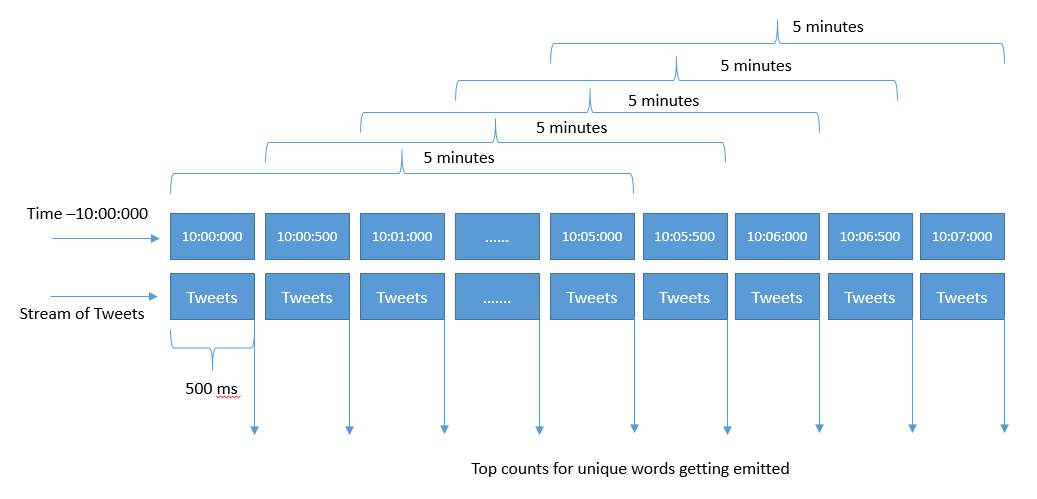 5 minutes
5 minutes
5 minutes
5 minutes
5 minutes
Time –10:00:000
10:00:000 10:00:500 10:01:000 ...... 10:05:000 10:05:500 10:06:000 10:06:500 10:07:000
Tweets Tweets Tweets ....... Tweets Tweets Tweets Tweets Tweets
Stream of Tweets
500 ms
Top counts for unique words getting emitted